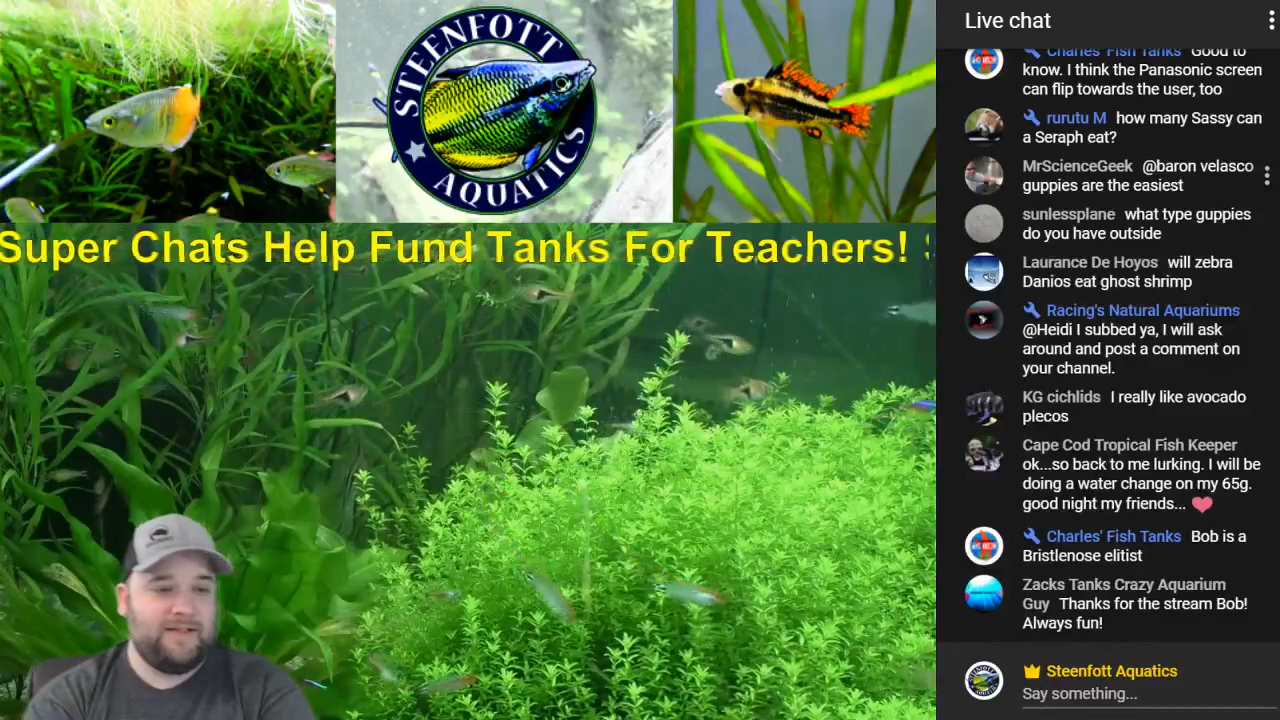 STEENFOTT
AQUATICS
Super Chats Help Fund Tanks For Teachers!
Live chat
Charles' Fish Tanks Good to
know. I think the Panasonic screen
can flip towards the user, too
rurutu M how many Sassy can
a Seraph eat?
MrScienceGeek @baron velasco
guppies are the easiest
sunlessplane what type guppies
do you have outside
Laurance De Hoyos will zebra
Danios eat ghost shrimp
Racing's Natural Aquariums
@Heidi I subbed ya, I will ask
around and post a comment on
your channel.
KG cichlids I really like avocado
plecos
Cape Cod Tropical Fish Keeper
ok...so back to me lurking. I will be
doing a water change on my 65g.
good night my friends...
Charles' Fish Tanks Bob is a
Bristlenose elitist
Zacks Tanks Crazy Aquarium
Guy Thanks for the stream Bob!
Always fun!
Steenfott Aquatics
Say something...